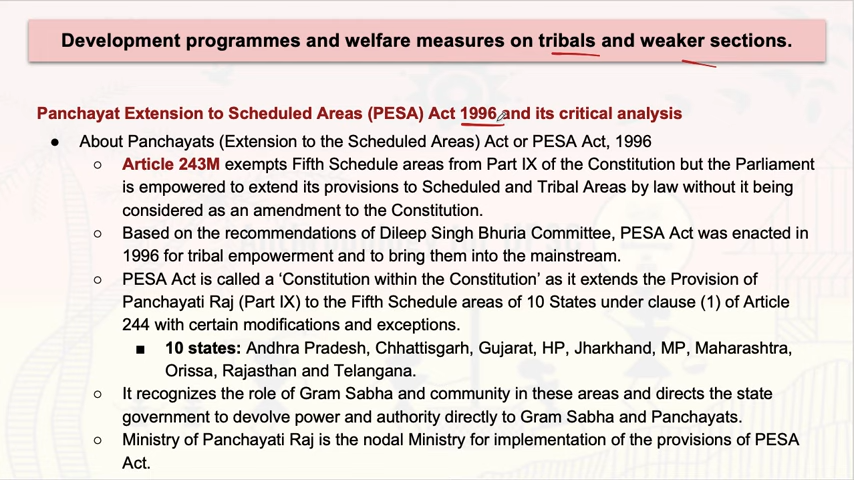 Development programmes and welfare measures on tribals and weaker sections.
Panchayat Extension to Scheduled Areas (PESA) Act 1996 and its critical analysis
● About Panchayats (Extension to the Scheduled Areas) Act or PESA Act, 1996
○ Article 243M exempts Fifth Schedule areas from Part IX of the Constitution but the Parliament
is empowered to extend its provisions to Scheduled and Tribal Areas by law without it being
considered as an amendment to the Constitution.
○ Based on the recommendations of Dileep Singh Bhuria Committee, PESA Act was enacted in
1996 for tribal empowerment and to bring them into the mainstream.
○ PESA Act is called a ‘Constitution within the Constitution’ as it extends the Provision of
Panchayati Raj (Part IX) to the Fifth Schedule areas of 10 States under clause (1) of Article
244 with certain modifications and exceptions.
■ 10 states: Andhra Pradesh, Chhattisgarh, Gujarat, HP, Jharkhand, MP, Maharashtra,
Orissa, Rajasthan and Telangana.
○ It recognizes the role of Gram Sabha and community in these areas and directs the state
government to devolve power and authority directly to Gram Sabha and Panchayats.
○ Ministry of Panchayati Raj is the nodal Ministry for implementation of the provisions of PESA
Act.